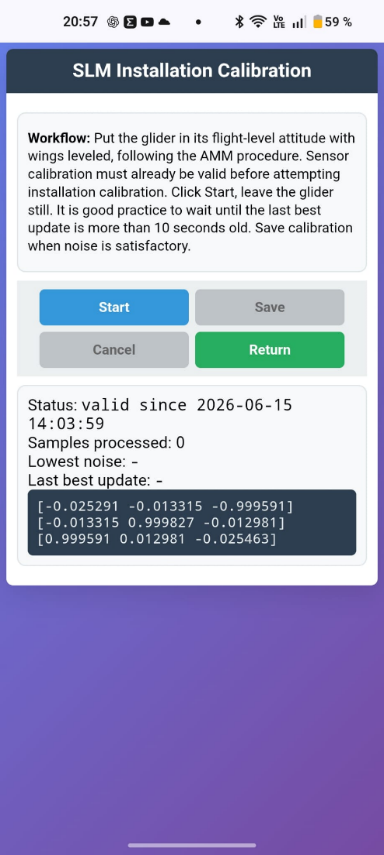 20:57
Vo
LTE
59 %
SLM Installation Calibration
Workflow: Put the glider in its flight-level attitude with
wings leveled, following the AMM procedure. Sensor
calibration must already be valid before attempting
installation calibration. Click Start, leave the glider
still. It is good practice to wait until the last best
update is more than 10 seconds old. Save calibration
when noise is satisfactory.
Start
Save
Cancel
Return
Status: valid since 2026-06-15
14:03:59
Samples processed: 0
Lowest noise: -
Last best update: -
[-0.025291 -0.013315 -0.999591]
[-0.013315 0.999827 -0.012981]
[0.999591 0.012981 -0.025463]